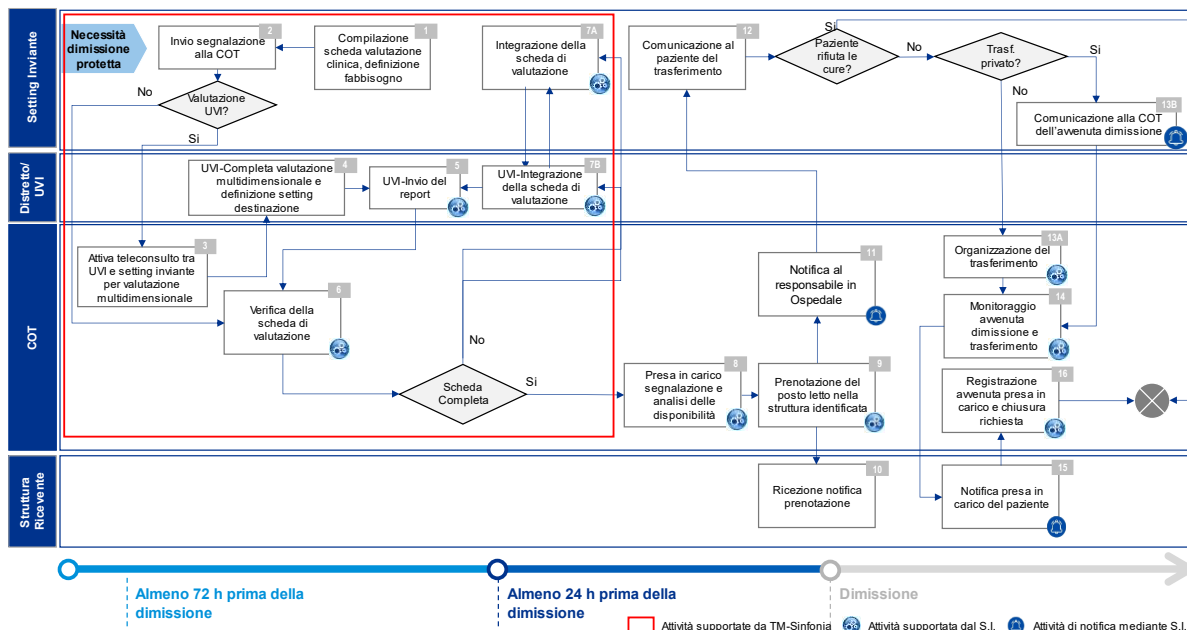 Setting Inviante
Necessità
dimissione
protetta
2
Invio segnalazione
alla COT
1
Compilazione
scheda valutazione
clinica, definizione
fabbisogno
7A
Integrazione della
scheda di
valutazione
12
Comunicazione al
paziente del
trasferimento
Si
Paziente
rifiuta le
cure?
No
Trasf.
privato?
Si
No
13B
Comunicazione alla COT
dell'avvenuta dimissione
No
Valutazione
UVI?
Si
Distretto/
UVI
4
UVI-Completa valutazione
multidimensionale e
definizione setting
destinazione
5
UVI-Invio del
report
7B
UVI-Integrazione
della scheda di
valutazione
COT
3
Attiva teleconsulto tra
UVI e setting inviante
per valutazione
multidimensionale
6
Verifica della
scheda di
valutazione
No
Scheda
Completa
Si
8
Presa in carico
segnalazione e
analisi delle
disponibilità
9
Prenotazione del
posto letto nella
struttura identificata
11
Notifica al
responsabile in
Ospedale
13A
Organizzazione del
trasferimento
14
Monitoraggio
avvenuta
dimissione e
trasferimento
16
Registrazione
avvenuta presa in
carico e chiusura
richiesta
Struttura
Ricevente
10
Ricezione notifica
prenotazione
15
Notifica presa in
carico del paziente
Almeno 72 h prima della
dimissione
Almeno 24 h prima della
dimissione
Dimissione
Attività supportate da TM-Sinfonia
Attività supportata dal S.I.
Attività di notifica mediante S.I.